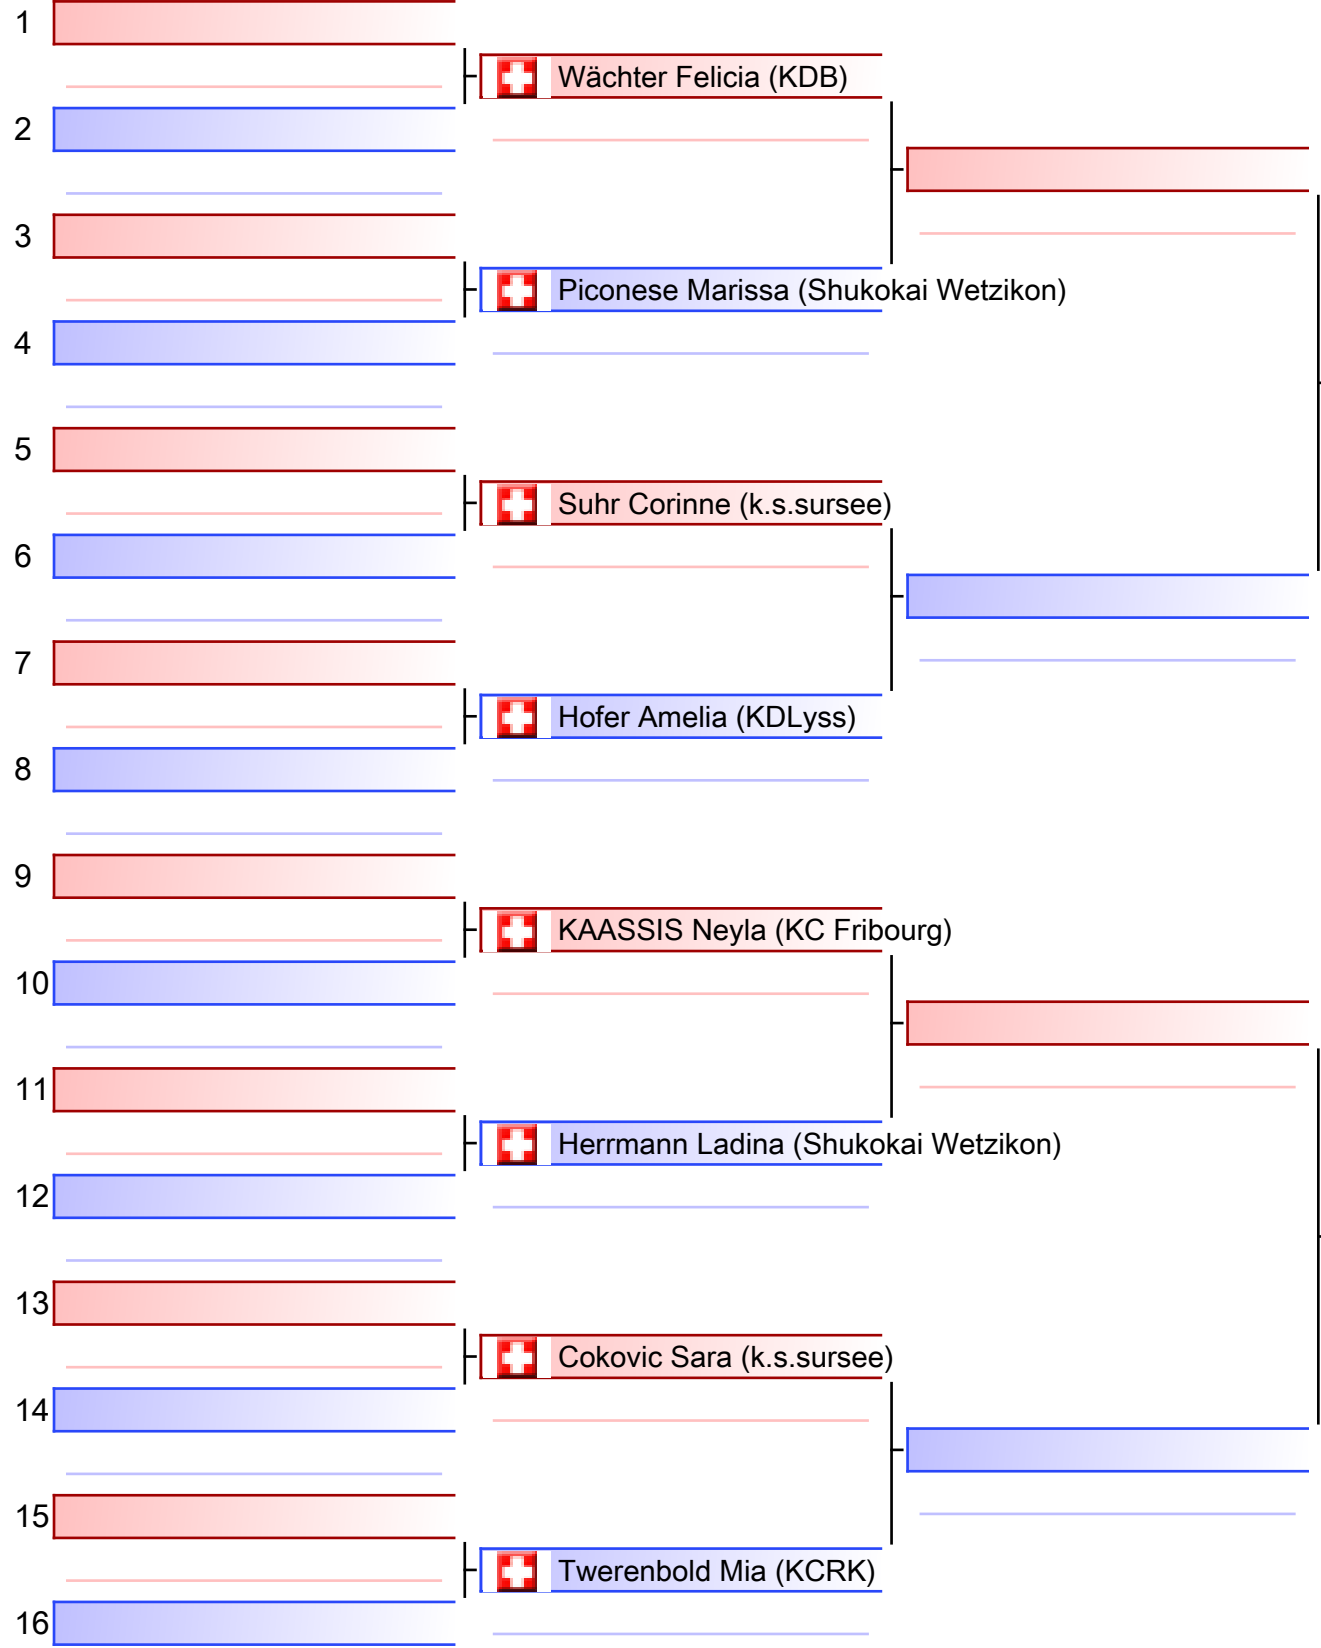 1
Wächter Felicia (KDB)
2
3
Piconese Marissa (Shukokai Wetzikon)
4
5
Suhr Corinne (k.s.sursee)
6
7
Hofer Amelia (KDLyss)
8
9
KAASSIS Neyla (KC Fribourg)
10
11
Herrmann Ladina (Shukokai Wetzikon)
12
13
Cokovic Sara (k.s.sursee)
14
15
Twerenbold Mia (KCRK)
16